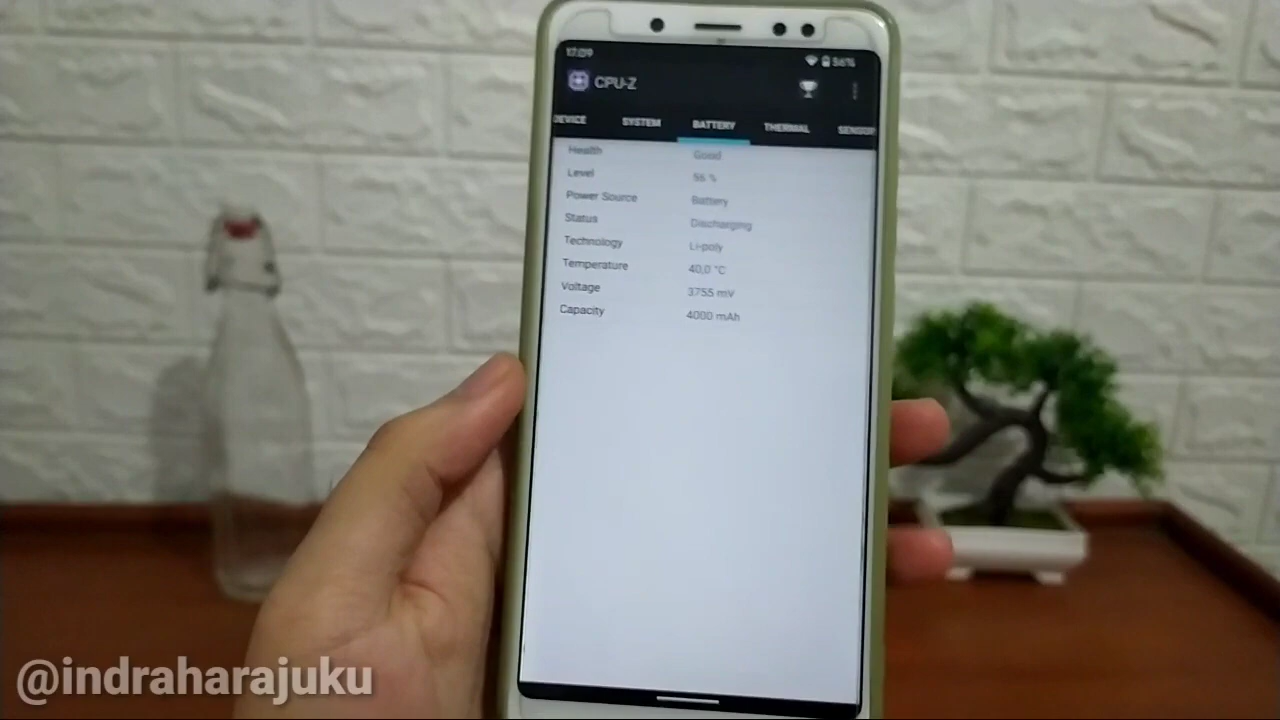 17:09 56%
CPU-Z
DEVICE SYSTEM BATTERY THERMAL SENSOR
Health Good
Level 56 %
Power Source Battery
Status Discharging
Technology Li-poly
Temperature 40,0 °C
Voltage 3755 mV
Capacity 4000 mAh
@indraharajuku